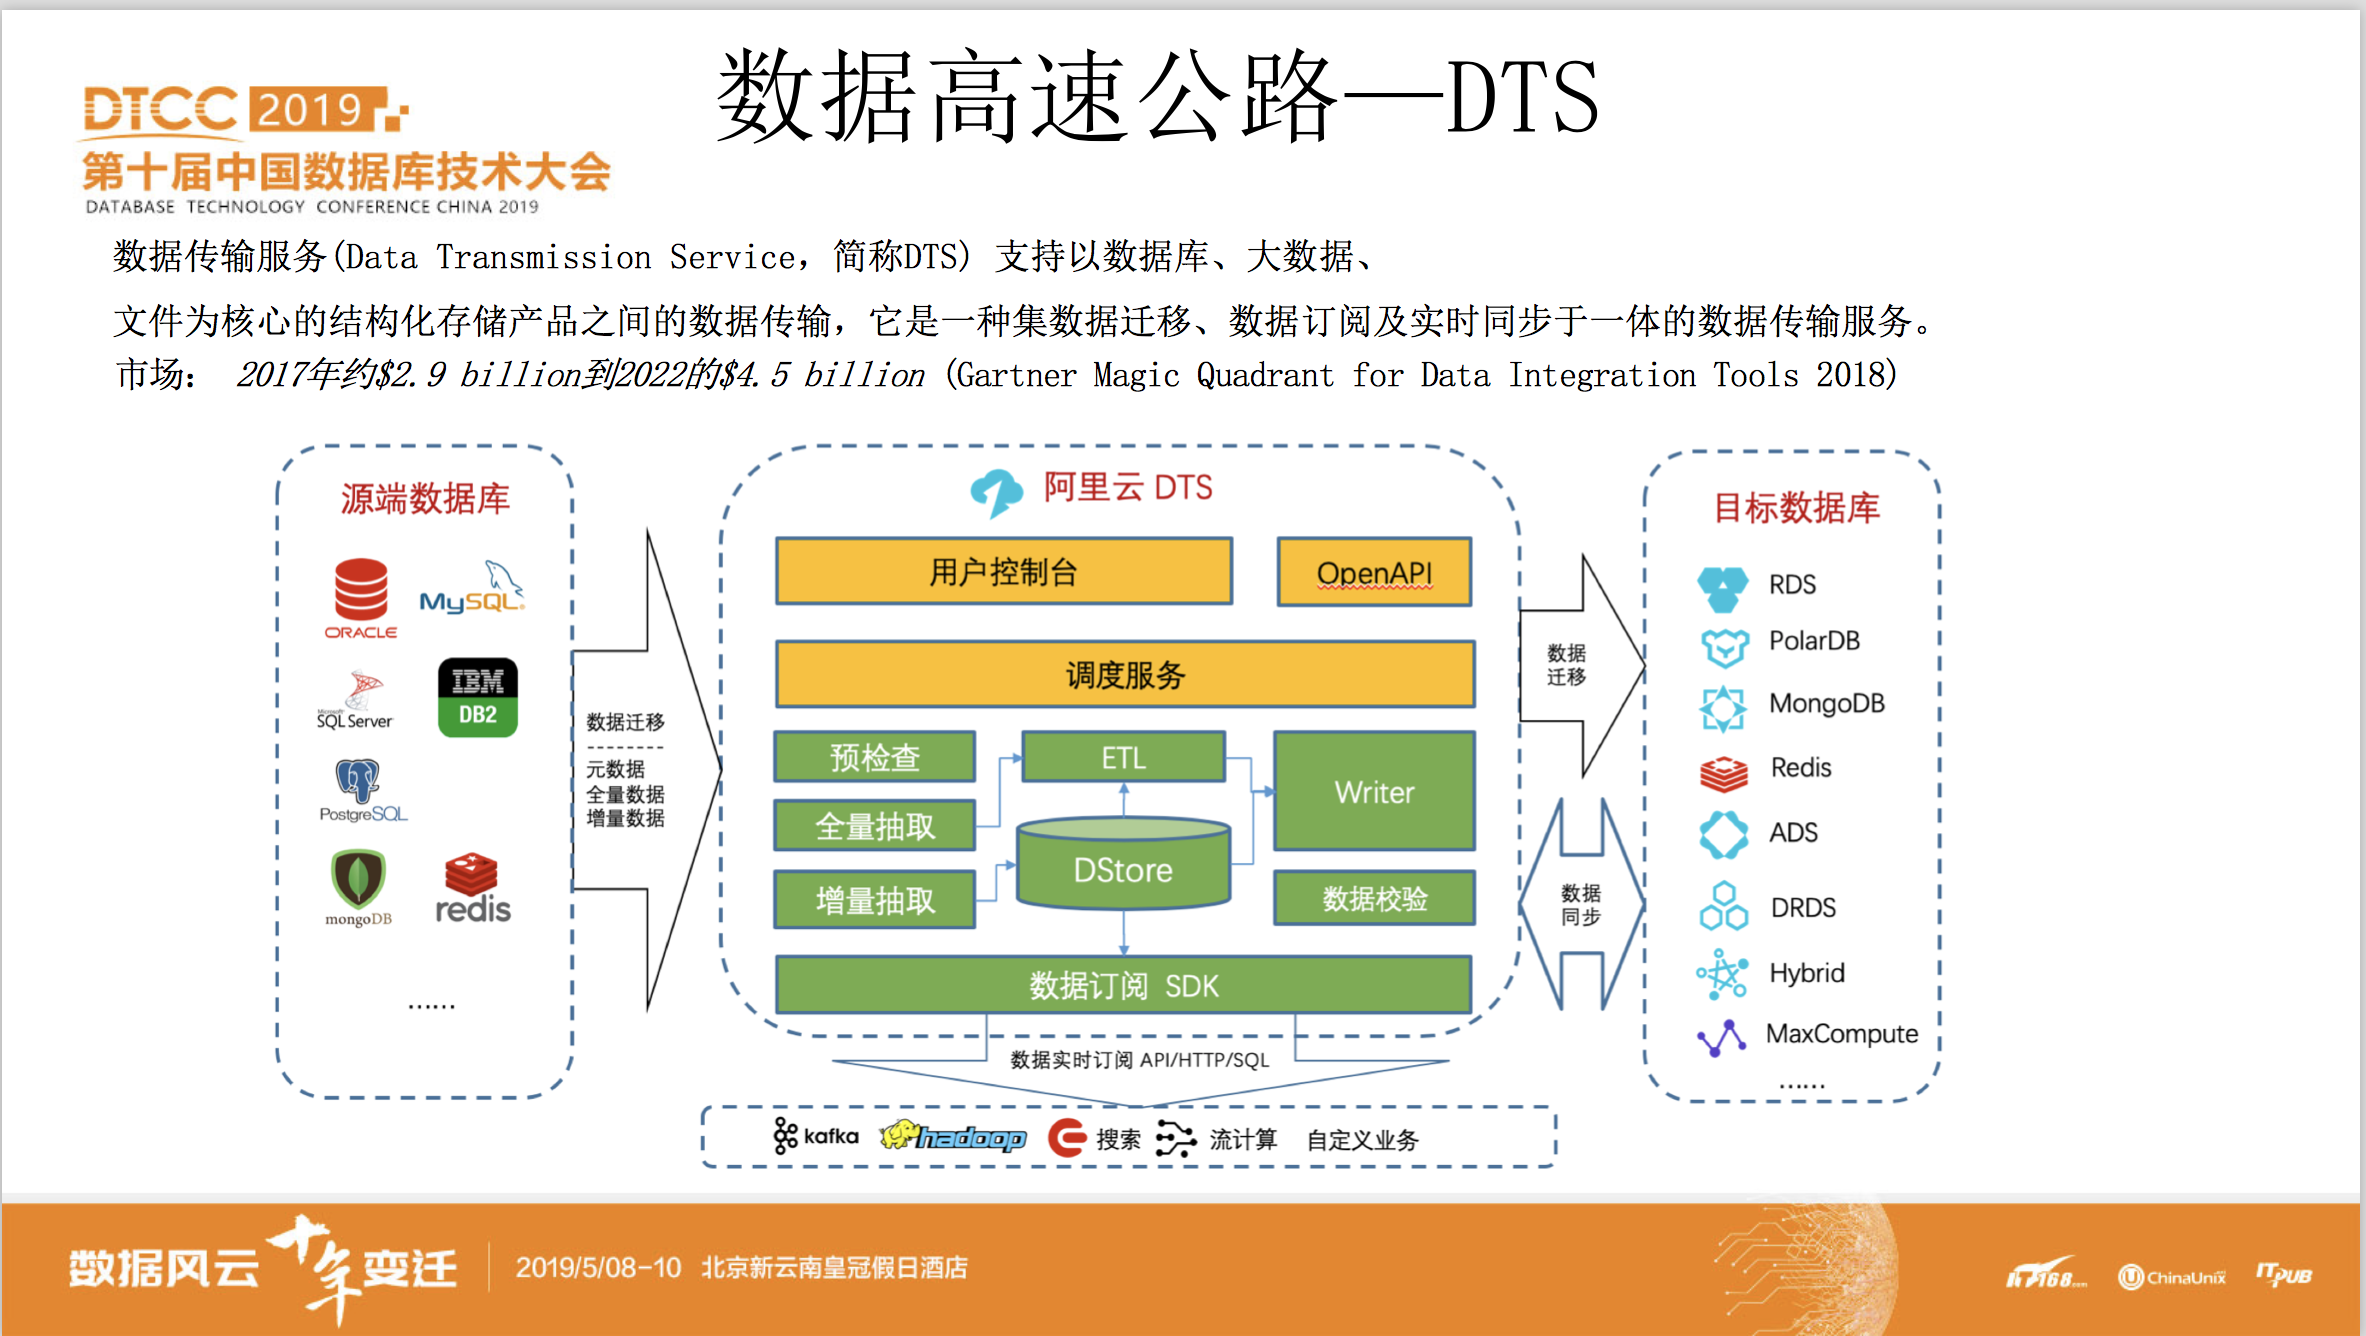 DTCC 2019
第十届中国数据库技术大会
DATABASE TECHNOLOGY CONFERENCE CHINA 2019
数据高速公路—DTS
数据传输服务(Data Transmission Service，简称DTS) 支持以数据库、大数据、
文件为核心的结构化存储产品之间的数据传输，它是一种集数据迁移、数据订阅及实时同步于一体的数据传输服务。
市场： 2017年约$2.9 billion到2022的$4.5 billion (Gartner Magic Quadrant for Data Integration Tools 2018)
源端数据库
ORACLE
MySQL
Microsoft
SQL Server
IBM
DB2
PostgreSQL
mongoDB
redis
……
数据迁移
--------
元数据
全量数据
增量数据
阿里云 DTS
用户控制台
OpenAPI
调度服务
预检查
ETL
Writer
全量抽取
DStore
增量抽取
数据校验
数据订阅 SDK
数据实时订阅 API/HTTP/SQL
kafka
hadoop
搜索
流计算
自定义业务
数据
迁移
数据
同步
目标数据库
RDS
PolarDB
MongoDB
Redis
ADS
DRDS
Hybrid
MaxCompute
……
数据风云 十年变迁
2019/5/08-10 北京新云南皇冠假日酒店
IT168.com
ChinaUnix
ITPUB